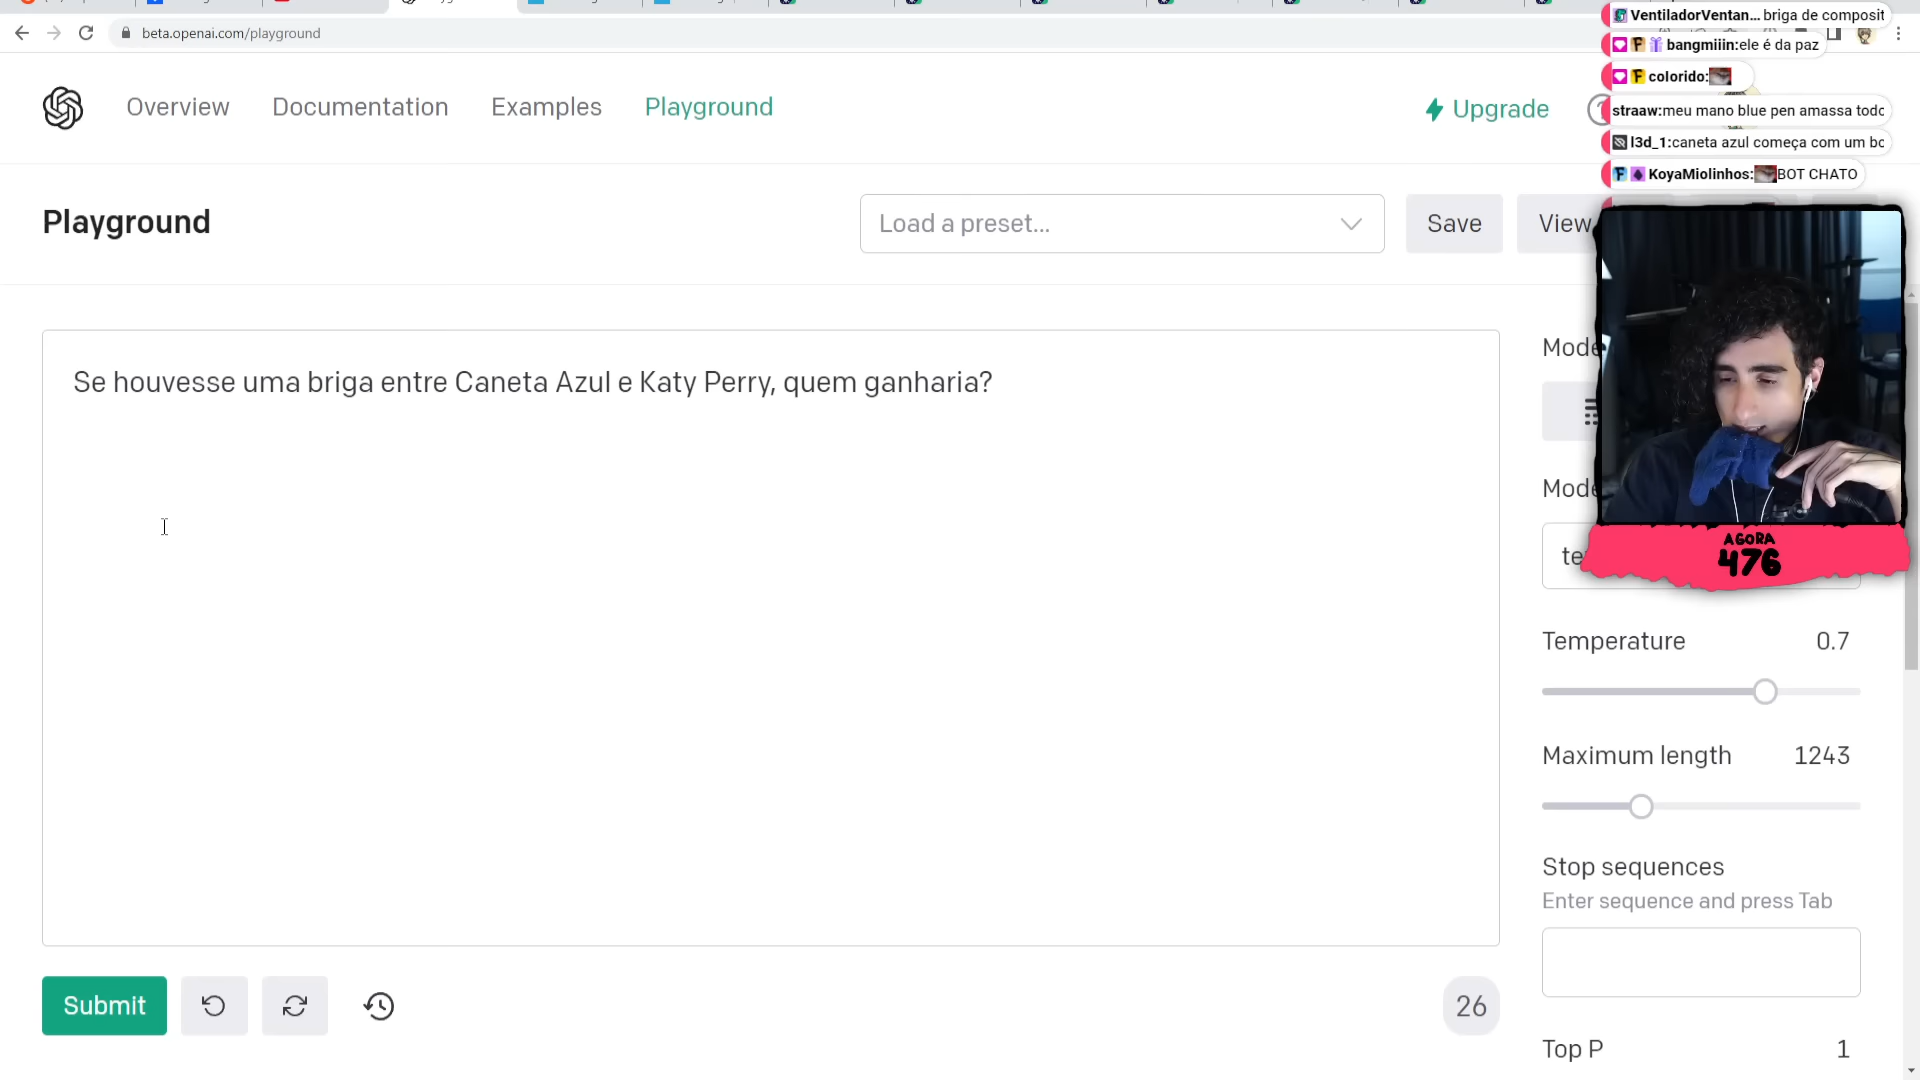 beta.openai.com/playground
VentiladorVentan... briga de composit
bangmiiin:ele é da paz
colorido:
straaw:meu mano blue pen amassa todo
l3d_1:caneta azul começa com um bo
KoyaMiolinhos: BOT CHATO
Overview Documentation Examples Playground
Upgrade
Playground
Load a preset...
Save
View
Se houvesse uma briga entre Caneta Azul e Katy Perry, quem ganharia?
Mode
Mode
te
AGORA
476
Temperature 0.7
Maximum length 1243
Stop sequences
Enter sequence and press Tab
Submit
26
Top P 1